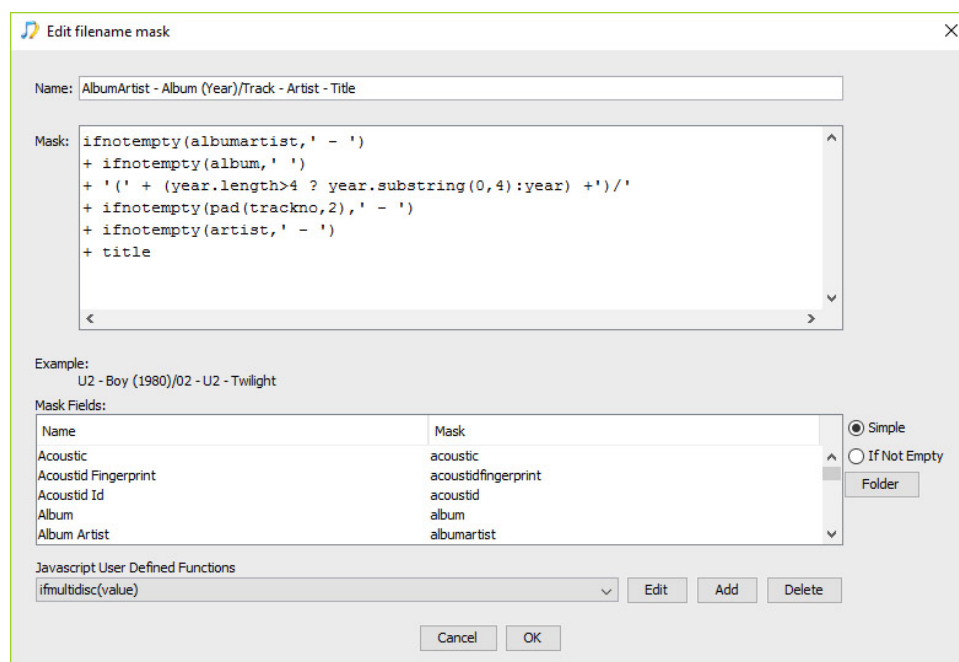 Edit filename mask
Name: AlbumArtist - Album (Year)/Track - Artist - Title
Mask: ifnotempty(albumartist,' - ')
+ ifnotempty(album,' ')
+ '(' + (year.length>4 ? year.substring(0,4):year) +')/'
+ ifnotempty(pad(trackno,2),' - ')
+ ifnotempty(artist,' - ')
+ title
Example:
U2 - Boy (1980)/02 - U2 - Twilight
Mask Fields:
Name Mask
Simple
Acoustic acoustic
If Not Empty
Acoustid Fingerprint acoustidfingerprint
Folder
Acoustid Id acoustid
Album album
Album Artist albumartist
Javascript User Defined Functions
ifmultidisc(value) Edit Add Delete
Cancel OK